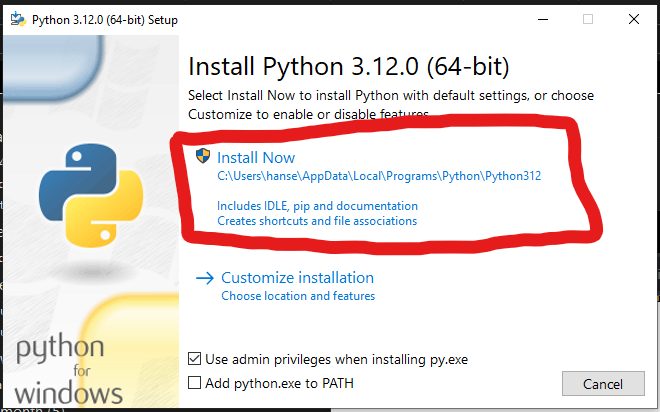 Python 3.12.0 (64-bit) Setup
Install Python 3.12.0 (64-bit)
Select Install Now to install Python with default settings, or choose
Customize to enable or disable features.
Install Now
C:\Users\hanse\AppData\Local\Programs\Python\Python312
Includes IDLE, pip and documentation
Creates shortcuts and file associations
Customize installation
Choose location and features
python
for
windows
Use admin privileges when installing py.exe
Add python.exe to PATH
Cancel
month (5)